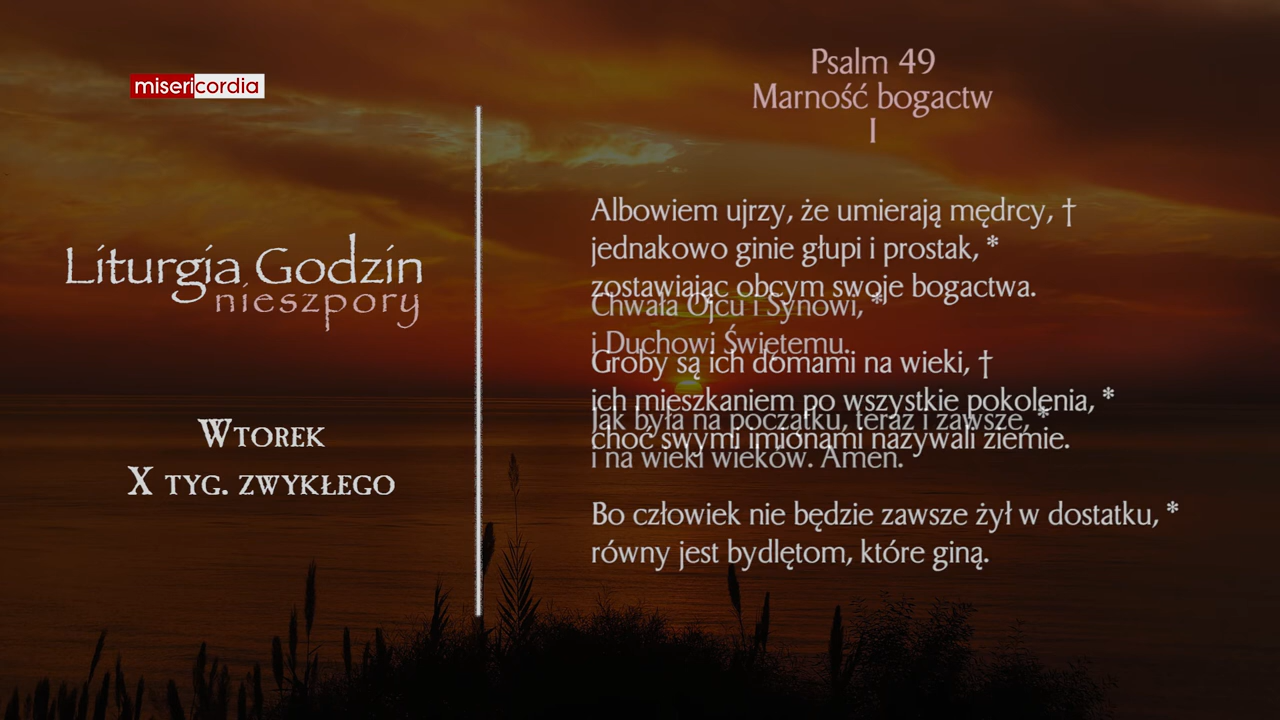 misericordia
Liturgia Godzin
nieszpory
Wtorek
X tyg. zwykłego
Psalm 49
Marność bogactw
I
Albowiem ujrzy, że umierają mędrcy, †
jednakowo ginie głupi i prostak, *
zostawiając obcym swoje bogactwa.
Chwała Ojcu i Synowi, *
i Duchowi Świętemu.
Groby są ich domami na wieki, †
ich mieszkaniem po wszystkie pokolenia, *
Jak była na początku, teraz i zawsze, *
choć swymi imionami nazywali ziemie.
i na wieki wieków. Amen.
Bo człowiek nie będzie zawsze żył w dostatku, *
równy jest bydlętom, które giną.